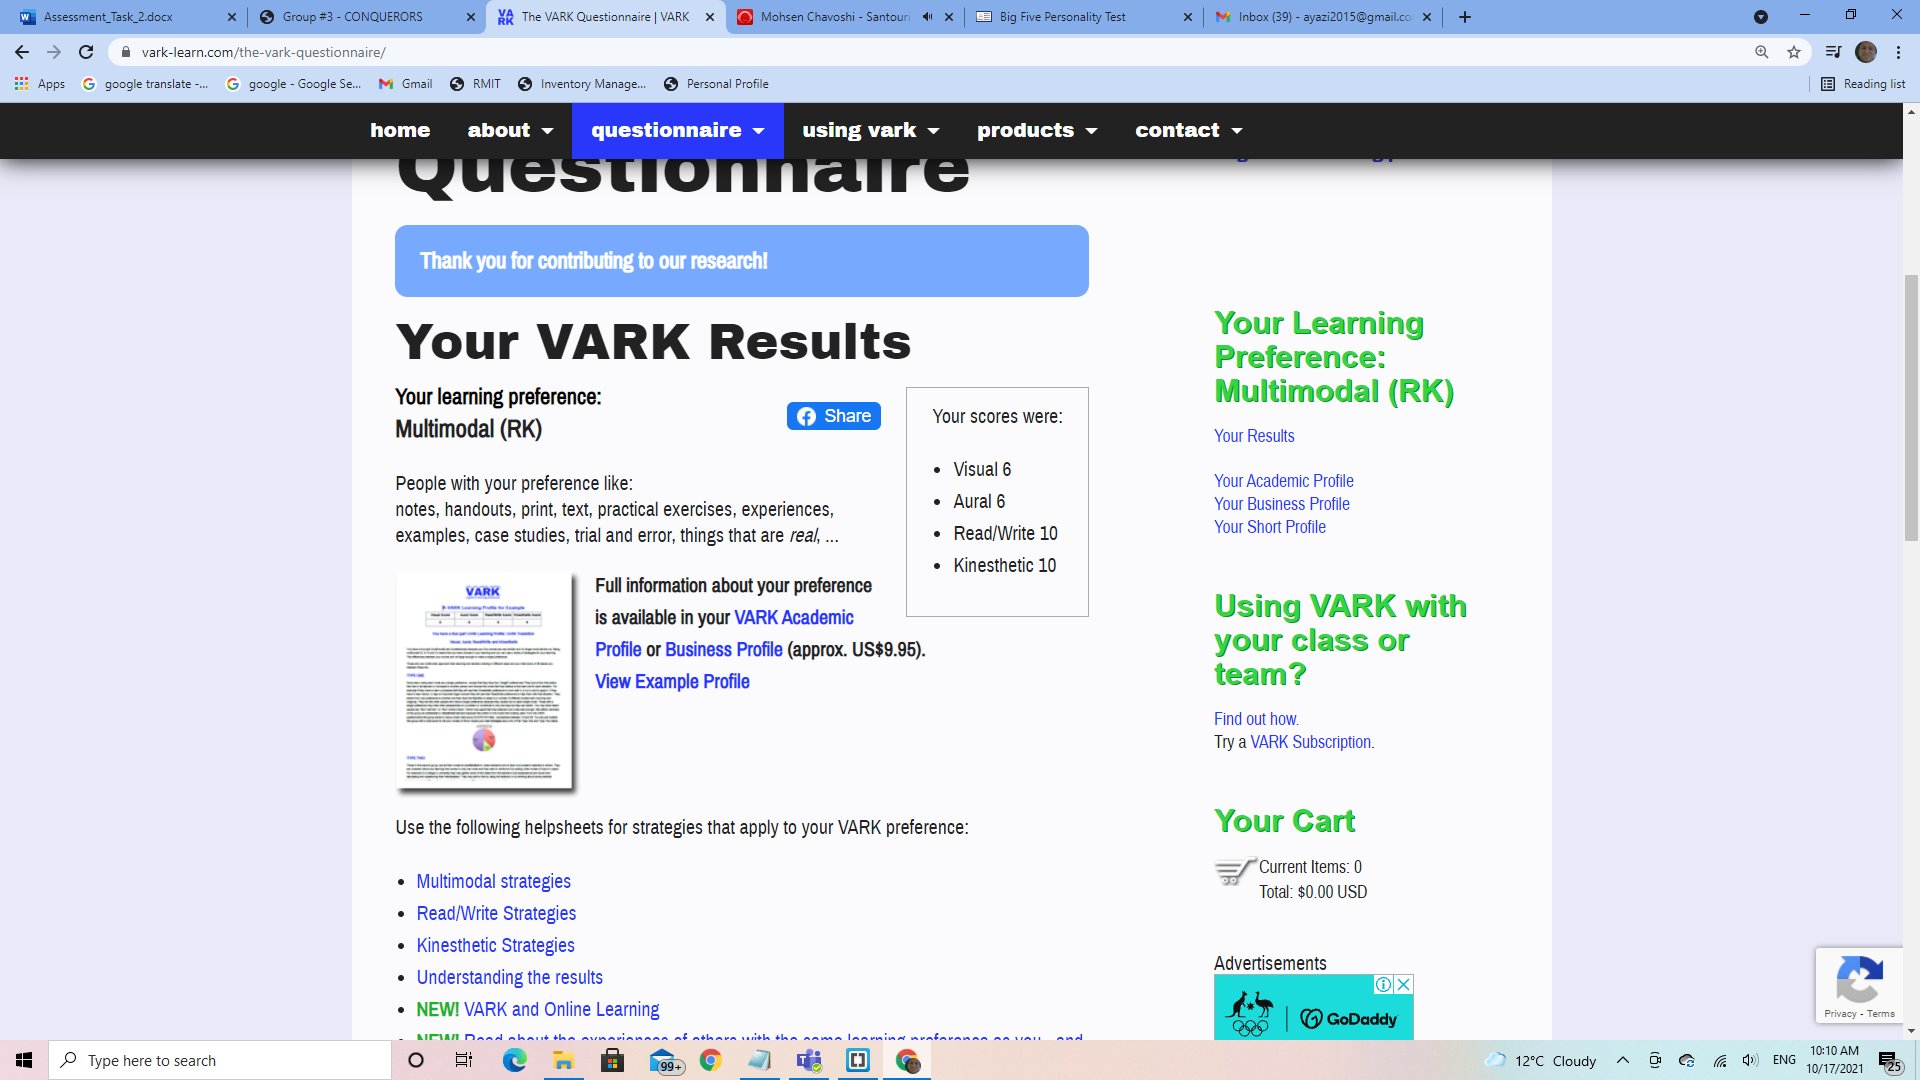 Assessment_Task_2.docx
Group #3 - CONQUERORS
The VARK Questionnaire | VARK
Mohsen Chavoshi - Santouri
Big Five Personality Test
Inbox (39) - ayazi2015@gmail.co
vark-learn.com/the-vark-questionnaire/
Apps
google translate -...
google - Google Se...
Gmail
RMIT
Inventory Manage...
Personal Profile
Reading list
home
about
questionnaire
using vark
products
contact
Questionnaire
Thank you for contributing to our research!
Your VARK Results
Your learning preference:
Multimodal (RK)
Share
People with your preference like:
notes, handouts, print, text, practical exercises, experiences,
examples, case studies, trial and error, things that are real, ...
Your scores were:
• Visual 6
• Aural 6
• Read/Write 10
• Kinesthetic 10
VARK
Full information about your preference
is available in your VARK Academic
Profile or Business Profile (approx. US$9.95).
View Example Profile
Use the following helpsheets for strategies that apply to your VARK preference:
• Multimodal strategies
• Read/Write Strategies
• Kinesthetic Strategies
• Understanding the results
• NEW! VARK and Online Learning
• NEW! Read about the experiences of others with the same learning preference as you - and
Your Learning
Preference:
Multimodal (RK)
Your Results
Your Academic Profile
Your Business Profile
Your Short Profile
Using VARK with
your class or
team?
Find out how.
Try a VARK Subscription.
Your Cart
Current Items: 0
Total: $0.00 USD
Advertisements
GoDaddy
Privacy - Terms
Type here to search
99+
12°C Cloudy
ENG
10:10 AM
10/17/2021
25